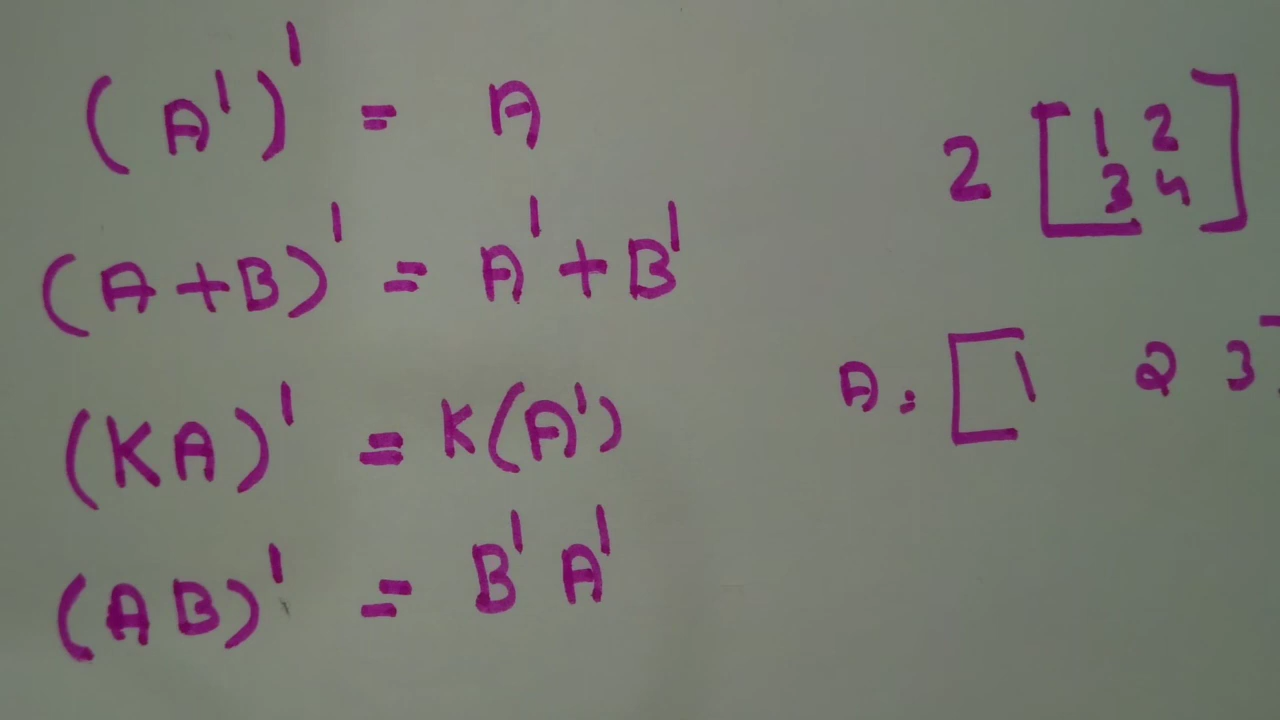 (A')' = A
(A+B)' = A'+B'
(KA)' = K(A')
(AB)' = B'A'
2 [1 2
3 4]
A = [1 2 3